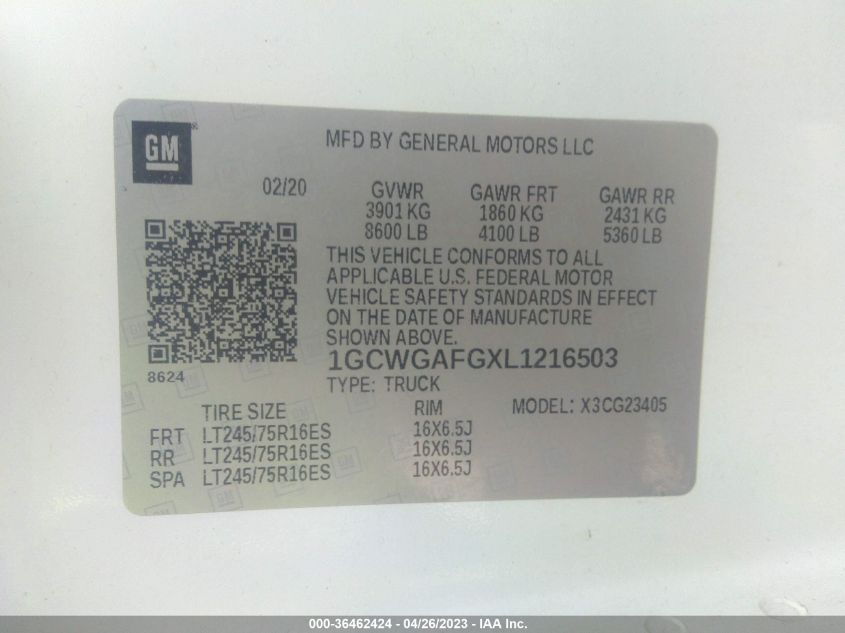 GM
MFD BY GENERAL MOTORS LLC
02/20
GVWR GAWR FRT GAWR RR
3901 KG 1860 KG 2431 KG
8600 LB 4100 LB 5360 LB
THIS VEHICLE CONFORMS TO ALL
APPLICABLE U.S. FEDERAL MOTOR
VEHICLE SAFETY STANDARDS IN EFFECT
ON THE DATE OF MANUFACTURE
SHOWN ABOVE.
1GCWGAFGXL1216503
8624
TYPE: TRUCK
TIRE SIZE RIM MODEL: X3CG23405
FRT LT245/75R16ES 16X6.5J
RR LT245/75R16ES 16X6.5J
SPA LT245/75R16ES 16X6.5J
000-36462424 - 04/26/2023 - IAA Inc.